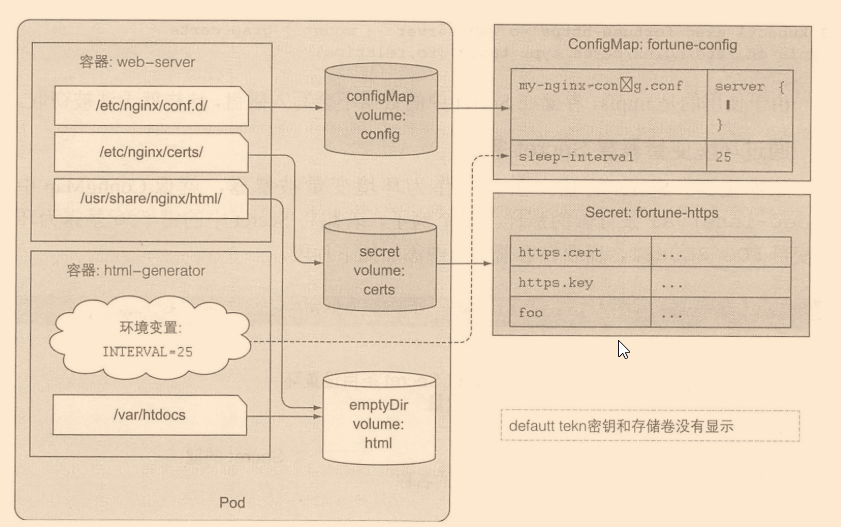 容器: web-server
/etc/nginx/conf.d/
/etc/nginx/certs/
/usr/share/nginx/html/
容器: html-generator
环境变置:
INTERVAL=25
/var/htdocs
Pod
configMap
volume:
config
secret
volume:
certs
emptyDir
volume:
html
ConfigMap: fortune-config
my-nginx-con☒g.conf
server {
}
sleep-interval
25
Secret: fortune-https
https.cert
...
https.key
...
foo
...
defautt tekn密钥和存储卷没有显示